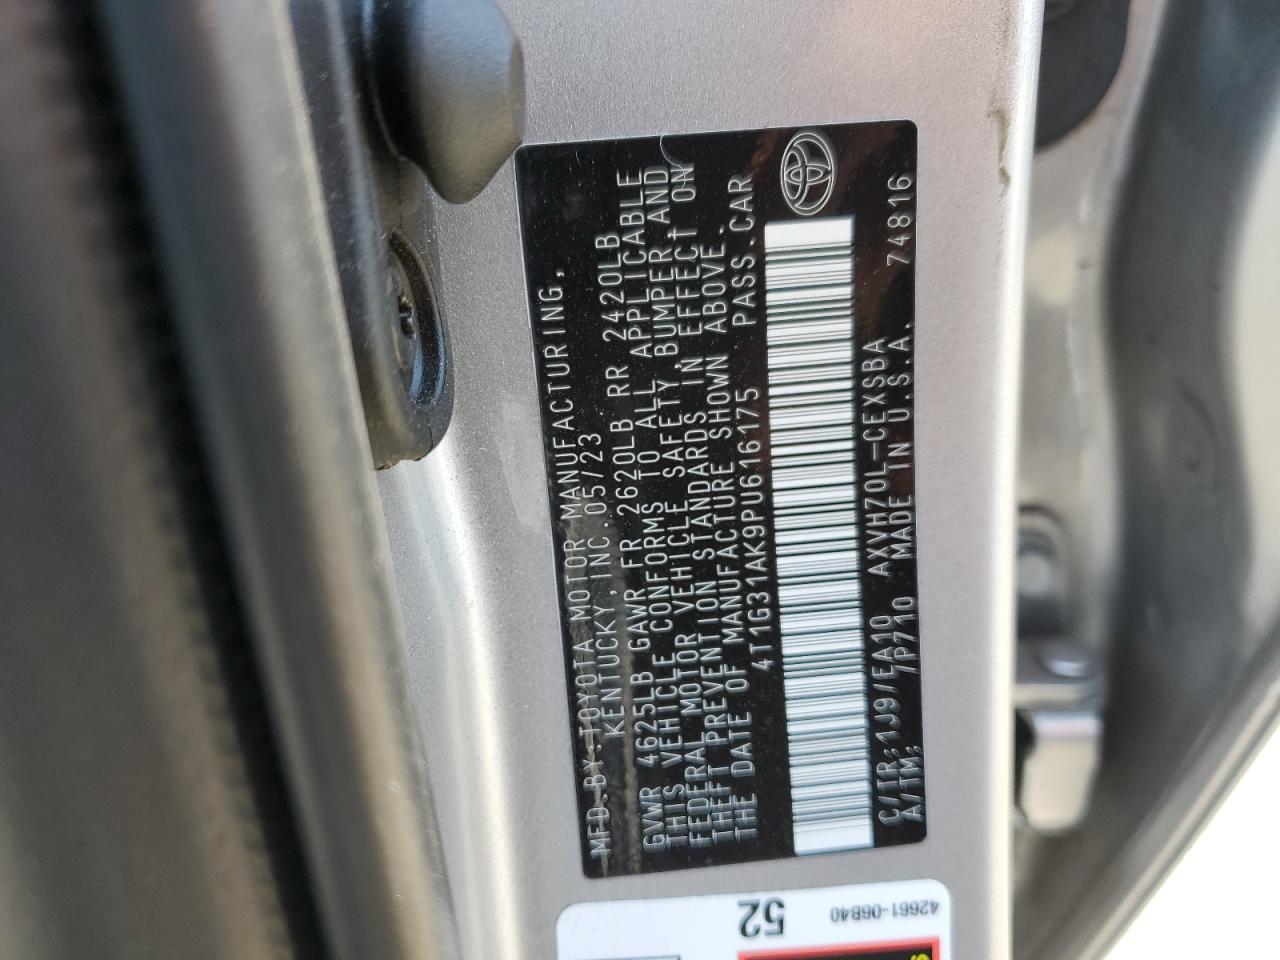 MFD.BY:TOYOTA MOTOR MANUFACTURING,
KENTUCKY,INC.05/23
GVWR 4625LB GAWR FR 2620LB RR 2420LB
THIS VEHICLE CONFORMS TO ALL APPLICABLE
FEDERAL MOTOR VEHICLE SAFETY,BUMPER,AND
THEFT PREVENTION STANDARDS IN EFFECT ON
THE DATE OF MANUFACTURE SHOWN ABOVE.
4T1G31AK9PU616175 PASS.CAR
C/TR:1J9/EA10 AXVH70L-CEXSBA
A/TM: /P710 MADE IN U.S.A. 74816
52
42661-06B40